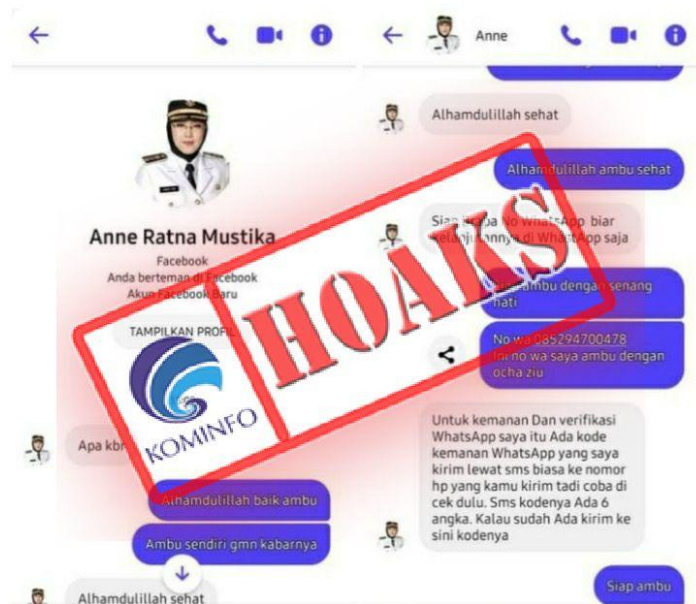 Anne Ratna Mustika
Facebook
Anda berteman di Facebook
Akun Facebook Baru
TAMPILKAN PROFIL
Apa kbr
Alhamdulillah baik ambu
Ambu sendiri gmn kabarnya
Alhamdulillah sehat
Anne
Alhamdulillah sehat
Alhamdulillah ambu sehat
Siap No WhatsApp biar
kelanjutannya di WhastApp saja
ambu dengan senang
hati
No wa 085294700478
Ini no wa saya ambu dengan
ocha ziu
Untuk kemanan Dan verifikasi
WhatsApp saya itu Ada kode
kemanan WhatsApp yang saya
kirim lewat sms biasa ke nomor
hp yang kamu kirim tadi coba di
cek dulu. Sms kodenya Ada 6
angka. Kalau sudah Ada kirim ke
sini kodenya
Siap ambu
KOMINFO
HOAKS